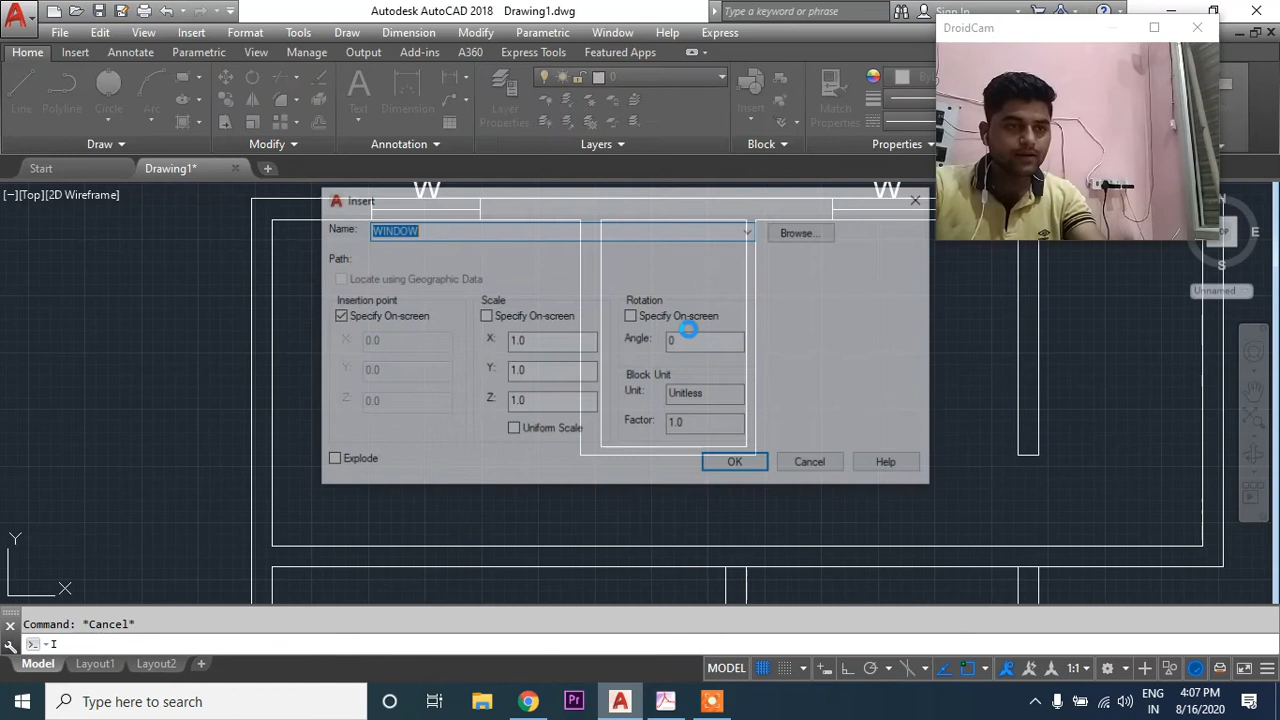 Autodesk AutoCAD 2018 Drawing1.dwg
Type a keyword or phrase
Sign In
DroidCam
File Edit View Insert Format Tools Draw Dimension Modify Parametric Window Help Express
Home Insert Annotate Parametric View Manage Output Add-ins A360 Express Tools Featured Apps
Line Polyline Circle Arc Text Dimension Layer Properties 0 Insert Match Properties
Draw Modify Annotation Layers Block Properties
Start Drawing1*
[−][Top][2D Wireframe]
W W
N
E
S
Unnamed
Insert
Name: WINDOW Browse...
Path:
Locate using Geographic Data
Insertion point Scale Rotation
Specify On-screen Specify On-screen Specify On-screen
X: 0.0 X: 1.0 Angle: 0
Y: 0.0 Y: 1.0 Block Unit
Unit: Unitless
Z: 0.0 Z: 1.0
Factor: 1.0
Uniform Scale
Explode OK Cancel Help
Y
X
Command: *Cancel*
I
Model Layout1 Layout2
MODEL 1:1
Type here to search
ENG 4:07 PM
IN 8/16/2020